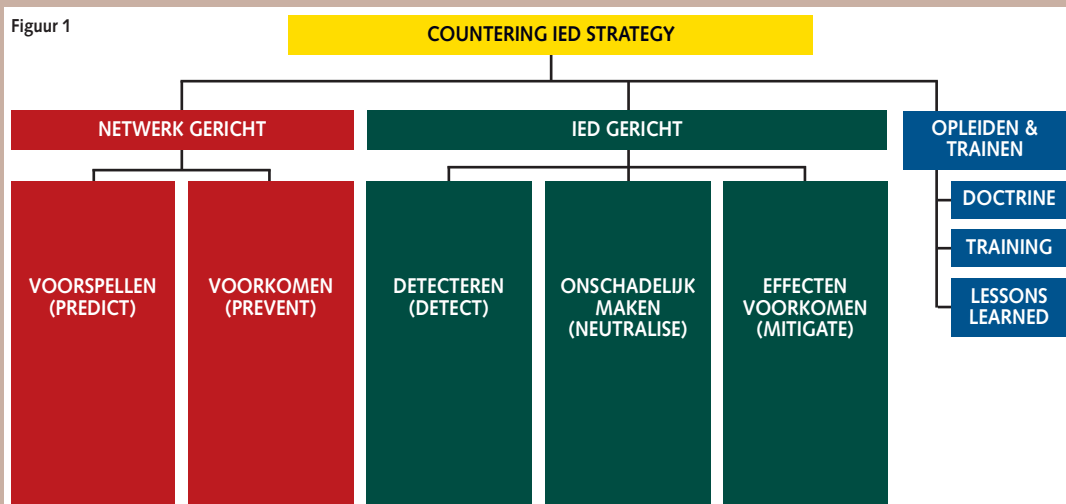 Figuur 1
COUNTERING IED STRATEGY
NETWERK GERICHT
IED GERICHT
OPLEIDEN &
TRAINEN
DOCTRINE
TRAINING
LESSONS
LEARNED
VOORSPELLEN
(PREDICT)
VOORKOMEN
(PREVENT)
DETECTEREN
(DETECT)
ONSCHADELIJK
MAKEN
(NEUTRALISE)
EFFECTEN
VOORKOMEN
(MITIGATE)